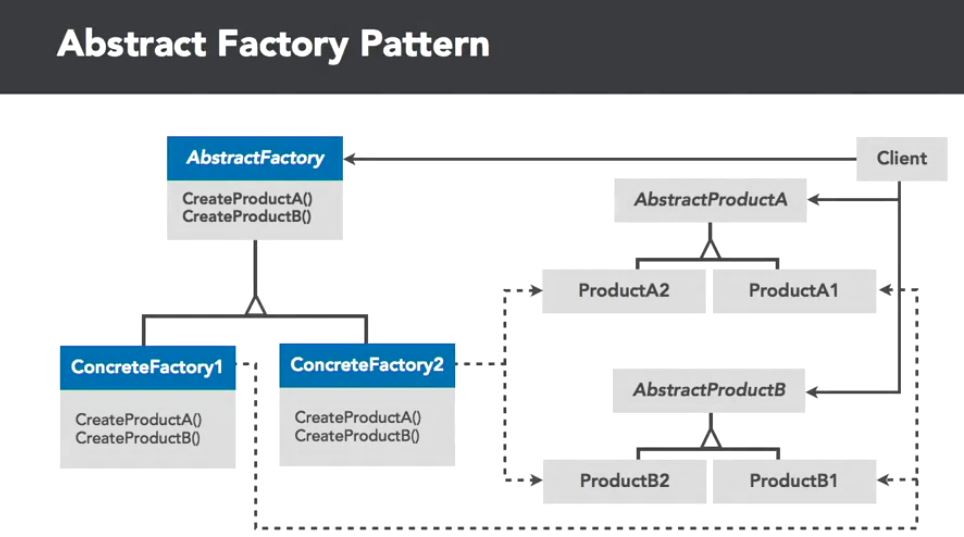 Abstract Factory Pattern
AbstractFactory
CreateProductA()
CreateProductB()
Client
AbstractProductA
ProductA2
ProductA1
ConcreteFactory1
CreateProductA()
CreateProductB()
ConcreteFactory2
CreateProductA()
CreateProductB()
AbstractProductB
ProductB2
ProductB1